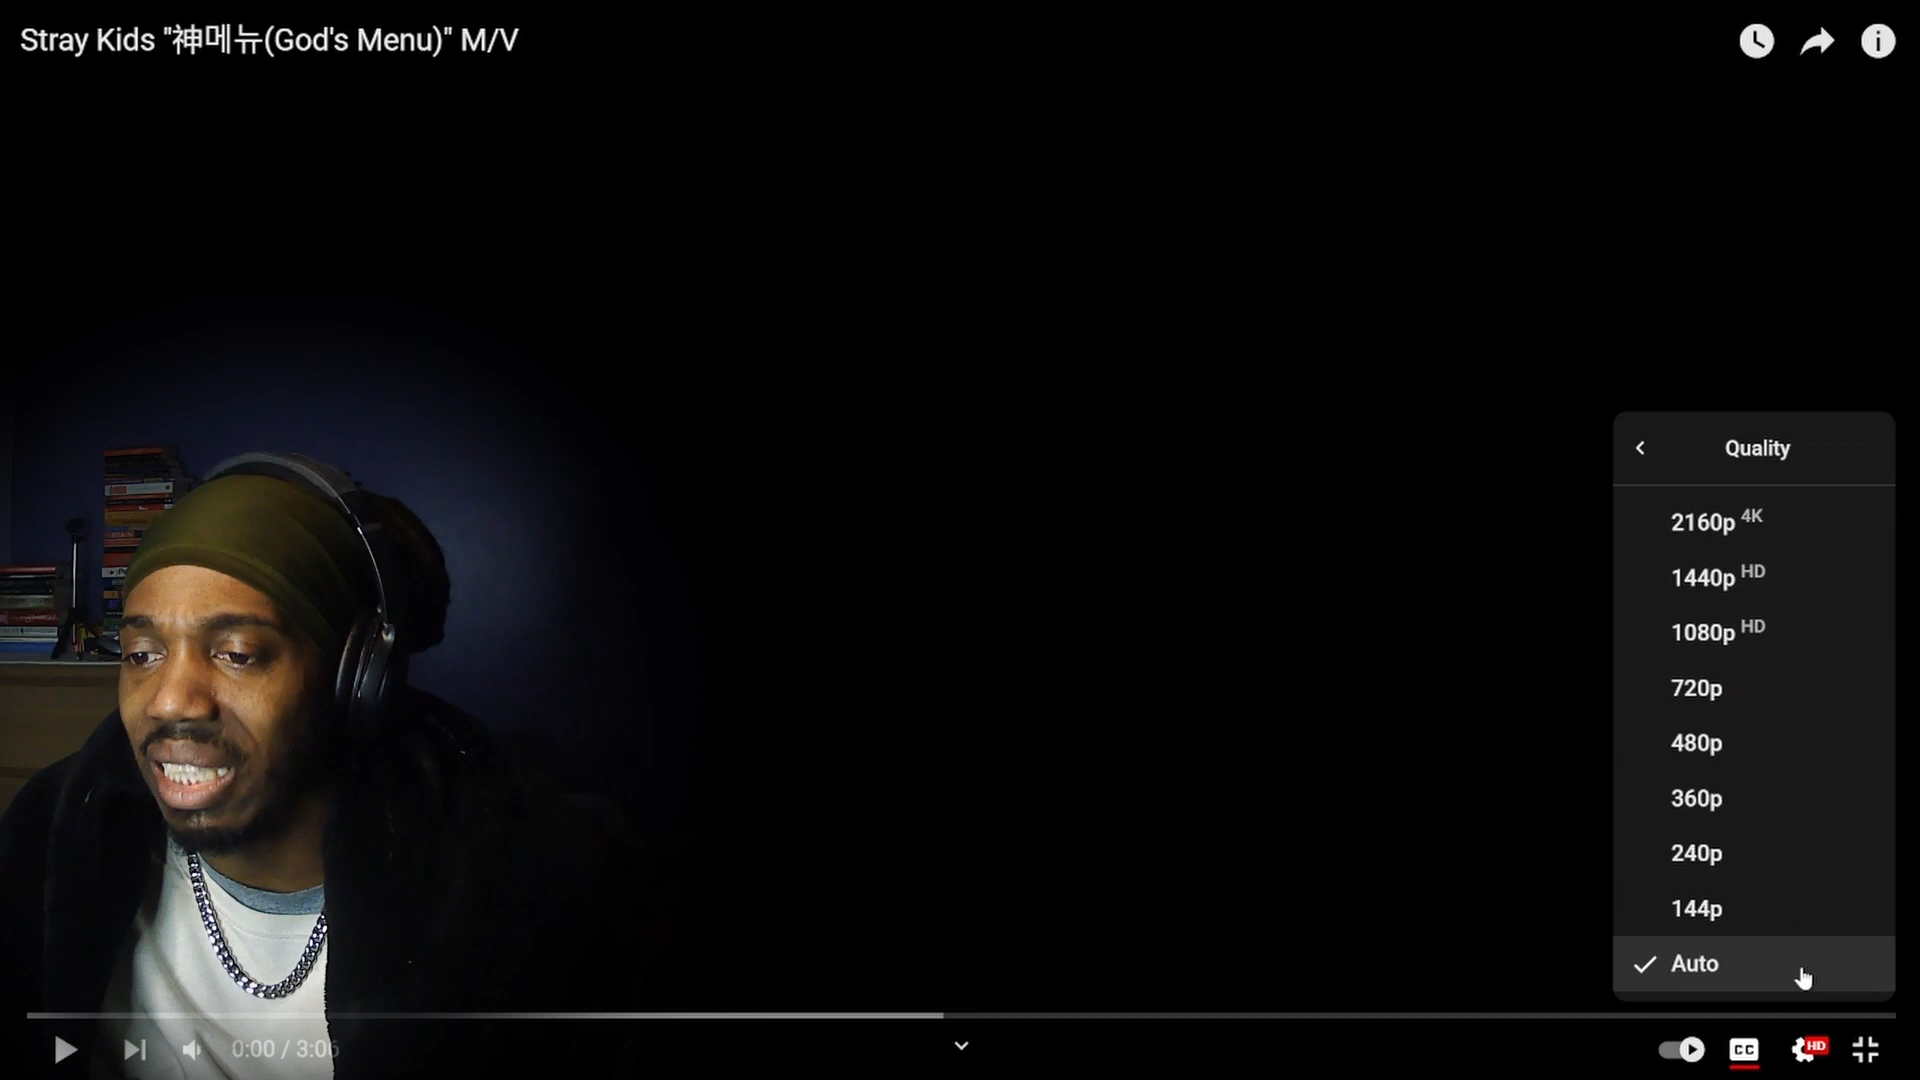 Stray Kids "神메뉴(God's Menu)" M/V
Quality
2160p 4K
1440p HD
1080p HD
720p
480p
360p
240p
144p
Auto
0:00 / 3:06
CC
HD